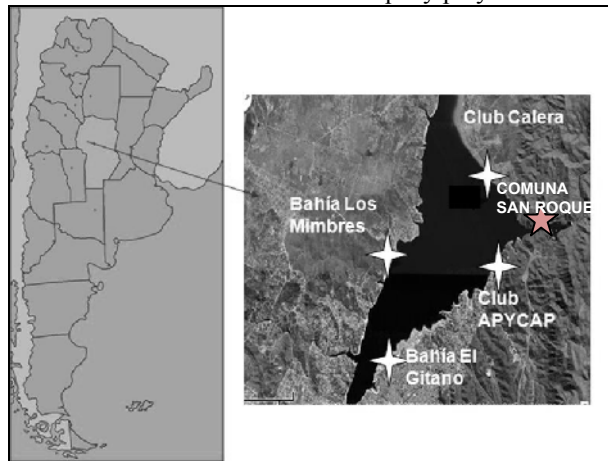 Club Calera
COMUNA
SAN ROQUE
Bahía Los
Mimbres
Club
APYCAP
Bahía El
Gitano